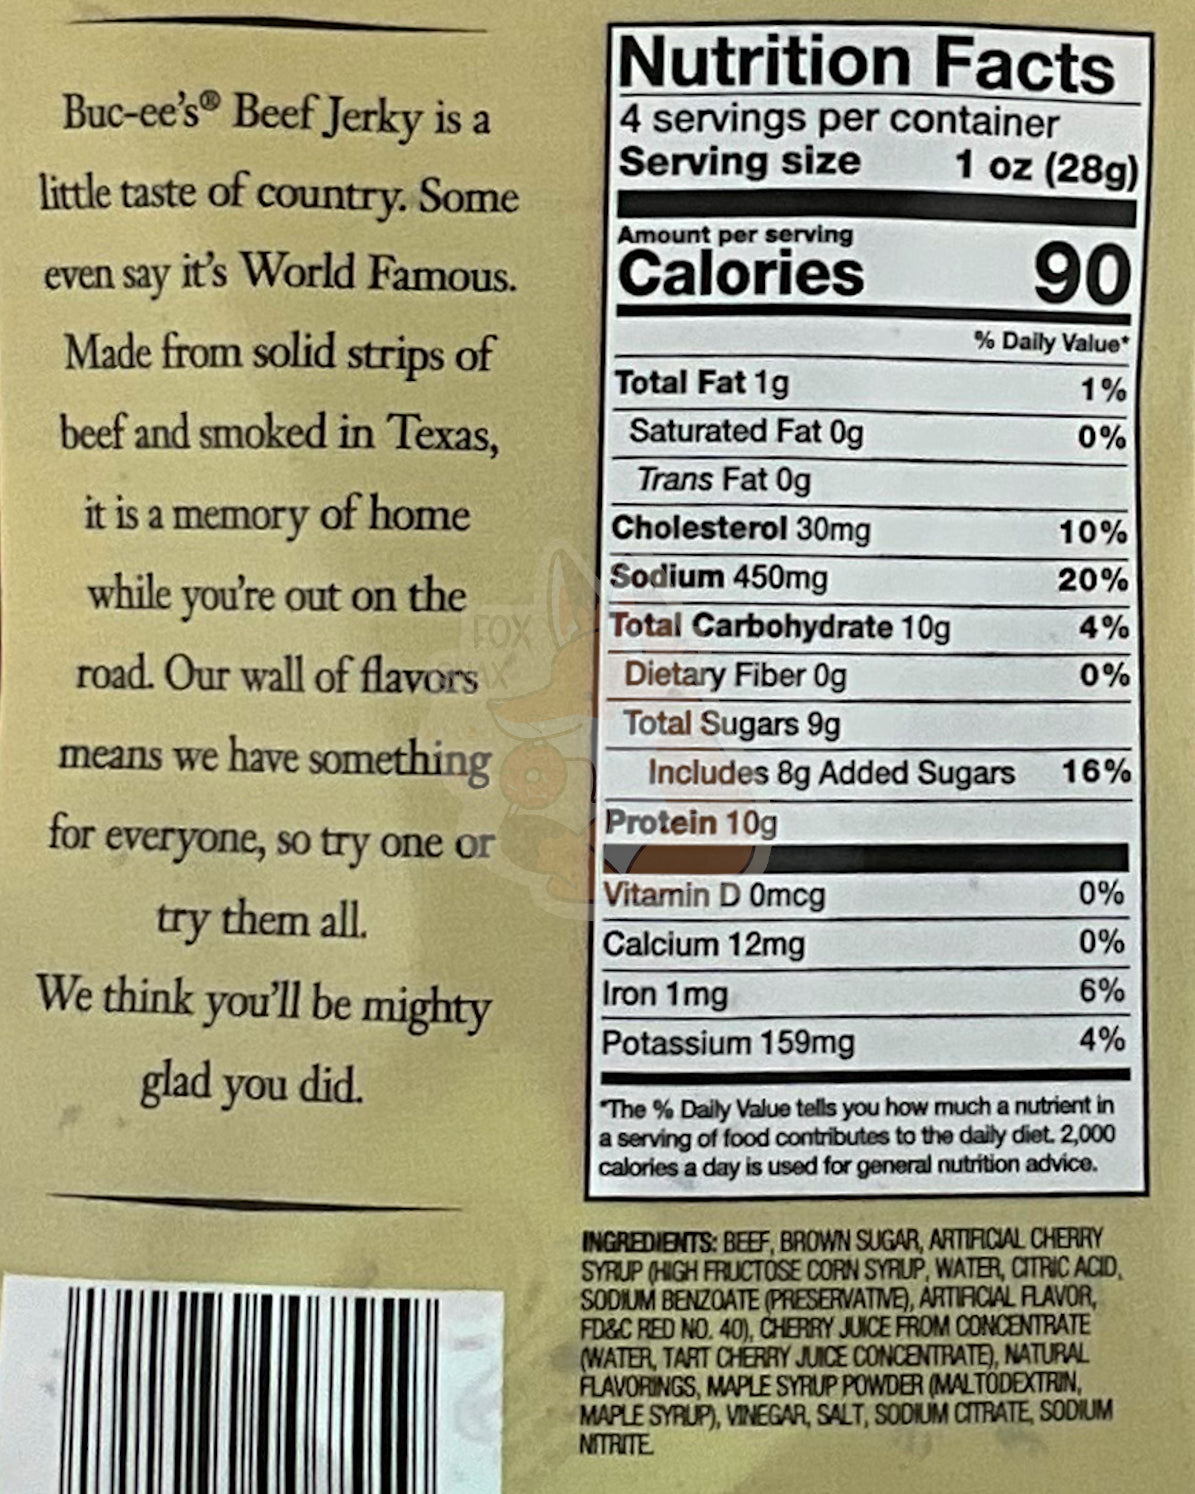 Buc-ee's® Beef Jerky is a
little taste of country. Some
even say it's World Famous.
Made from solid strips of
beef and smoked in Texas,
it is a memory of home
while you're out on the
road. Our wall of flavors
means we have something
for everyone, so try one or
try them all.
We think you'll be mighty
glad you did.
Nutrition Facts
4 servings per container
Serving size 1 oz (28g)
Amount per serving
Calories 90
% Daily Value*
Total Fat 1g 1%
Saturated Fat 0g 0%
Trans Fat 0g
Cholesterol 30mg 10%
Sodium 450mg 20%
Total Carbohydrate 10g 4%
Dietary Fiber 0g 0%
Total Sugars 9g
Includes 8g Added Sugars 16%
Protein 10g
Vitamin D 0mcg 0%
Calcium 12mg 0%
Iron 1mg 6%
Potassium 159mg 4%
*The % Daily Value tells you how much a nutrient in
a serving of food contributes to the daily diet. 2,000
calories a day is used for general nutrition advice.
INGREDIENTS: BEEF, BROWN SUGAR, ARTIFICIAL CHERRY
SYRUP (HIGH FRUCTOSE CORN SYRUP, WATER, CITRIC ACID,
SODIUM BENZOATE (PRESERVATIVE), ARTIFICIAL FLAVOR,
FD&C RED NO. 40), CHERRY JUICE FROM CONCENTRATE
(WATER, TART CHERRY JUICE CONCENTRATE), NATURAL
FLAVORINGS, MAPLE SYRUP POWDER (MALTODEXTRIN,
MAPLE SYRUP), VINEGAR, SALT, SODIUM CITRATE, SODIUM
NITRITE.
FOX